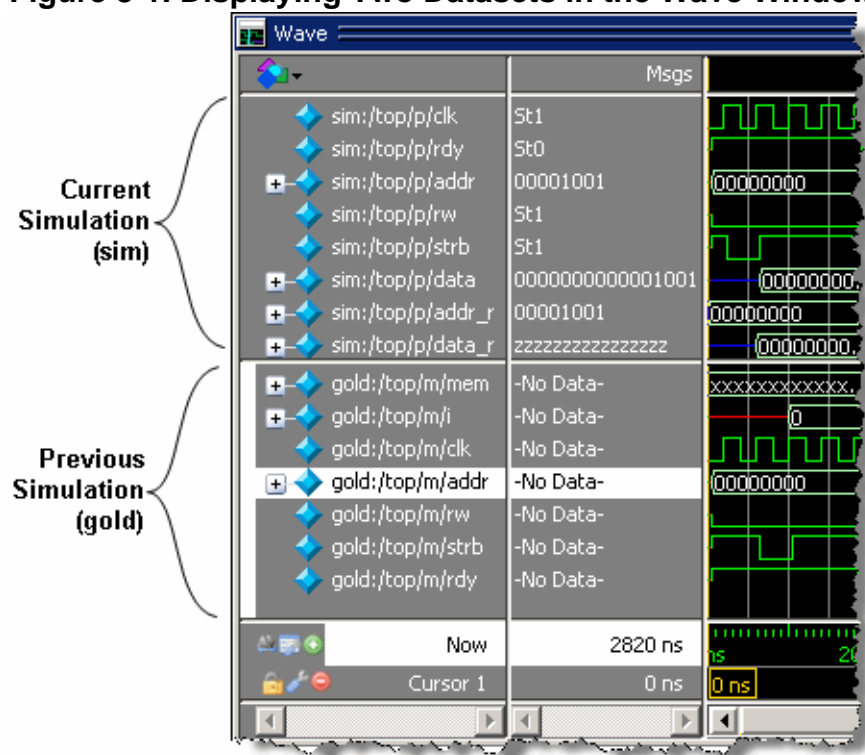 Figure 8-1. Displaying Two Datasets in the Wave Window
Wave
Msgs
Current
Simulation
(sim)
sim:/top/p/clk St1
sim:/top/p/rdy St0
sim:/top/p/addr 00001001 00000000
sim:/top/p/rw St1
sim:/top/p/strb St1
sim:/top/p/data 0000000000001001 00000000
sim:/top/p/addr_r 00001001 00000000
sim:/top/p/data_r zzzzzzzzzzzzzzzz 00000000.
Previous
Simulation
(gold)
gold:/top/m/mem -No Data- xxxxxxxxxxxx.
gold:/top/m/i -No Data- 0
gold:/top/m/clk -No Data-
gold:/top/m/addr -No Data- 00000000
gold:/top/m/rw -No Data-
gold:/top/m/strb -No Data-
gold:/top/m/rdy -No Data-
Now 2820 ns ns 20
Cursor 1 0 ns 0 ns